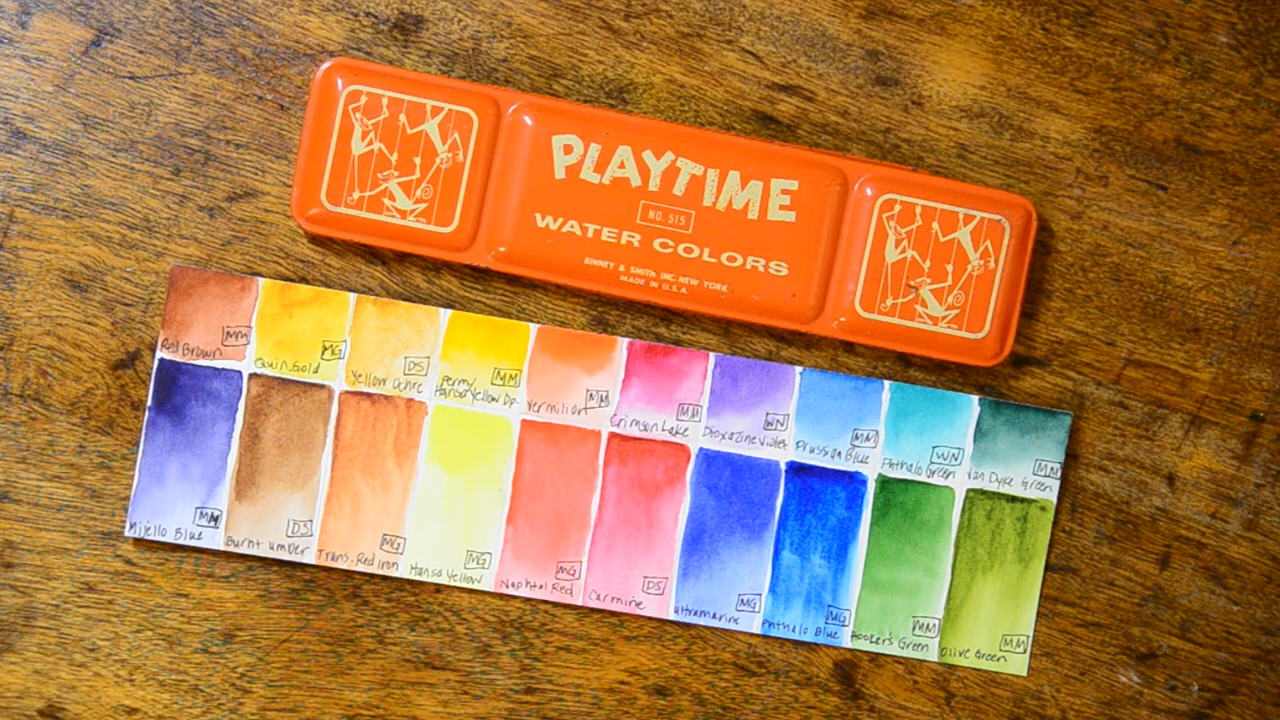 PLAYTIME
NO. 515
WATER COLORS
BINNEY & SMITH INC. NEW YORK
MADE IN U.S.A.
Red Brown MM
Quin. Gold MG
Yellow Ochre DS
Perm. MM
Hansa Yellow Dp.
Vermilion MM
Crimson Lake MM
Dioxazine Violet WN
Prussian Blue MM
Phthalo Green WN
Van Dyke Green MM
Mijello Blue MM
Burnt umber DS
Trans. Red Iron MG
Hansa Yellow MG
Naphtol Red MG
Carmine DS
ultramarine MG
Phthalo Blue MG
Hooker's Green MM
Olive Green MM